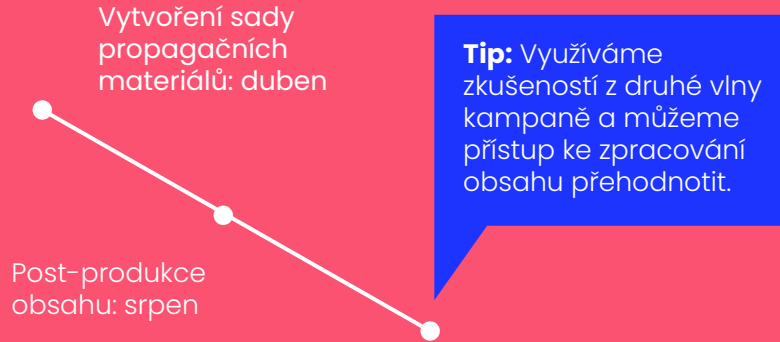 Vytvoření sady
propagačních
materiálů: duben
Tip: Využíváme
zkušeností z druhé vlny
kampaně a můžeme
přístup ke zpracování
obsahu přehodnotit.
Post-produkce
obsahu: srpen